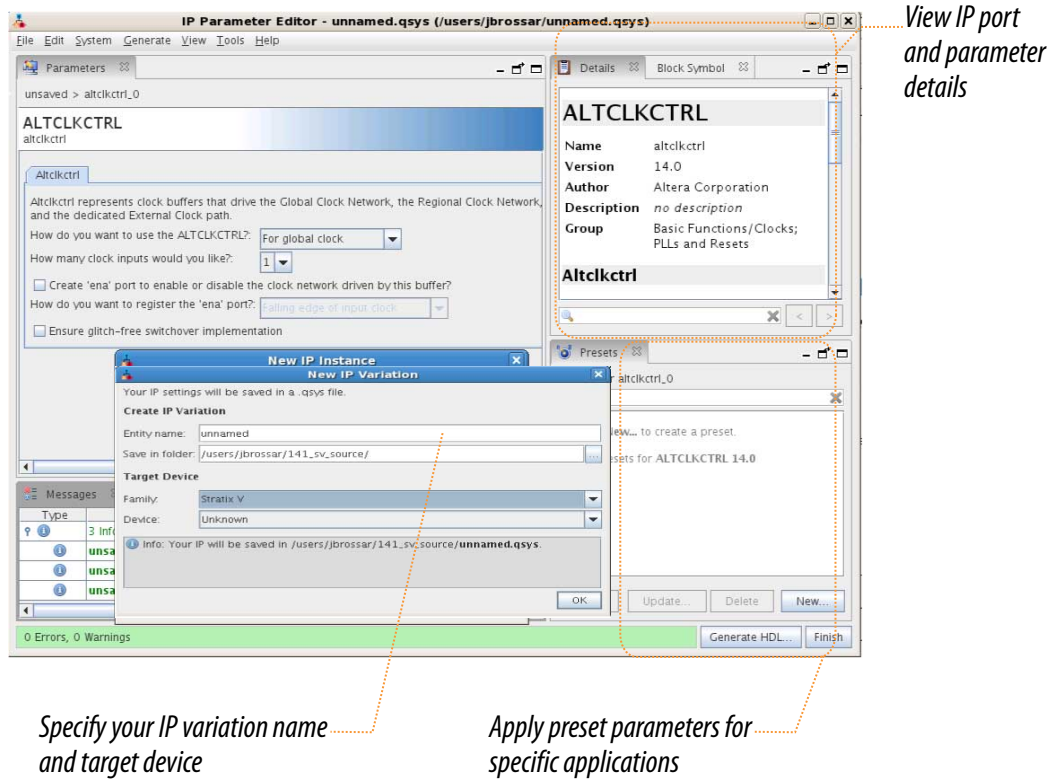 IP Parameter Editor - unnamed.qsys (/users/jbrossar/unnamed.qsys)
File Edit System Generate View Tools Help
Parameters
unsaved > altclkctrl_0
ALTCLKCTRL
altclkctrl
Altclkctrl
Altclkctrl represents clock buffers that drive the Global Clock Network, the Regional Clock Network,
and the dedicated External Clock path.
How do you want to use the ALTCLKCTRL?: For global clock
How many clock inputs would you like?: 1
Create 'ena' port to enable or disable the clock network driven by this buffer?
How do you want to register the 'ena' port?: Falling edge of input clock
Ensure glitch-free switchover implementation
Details Block Symbol
ALTCLKCTRL
Name altclkctrl
Version 14.0
Author Altera Corporation
Description no description
Group Basic Functions/Clocks;
PLLs and Resets
Altclkctrl
< >
Presets
altclkctrl_0
to create a preset.
for ALTCLKCTRL 14.0
Update... Delete New...
New IP Instance
New IP Variation
Your IP settings will be saved in a .qsys file.
Create IP Variation
Entity name: unnamed
Save in folder: /users/jbrossar/141_sv_source/ ...
Target Device
Family: Stratix V
Device: Unknown
Info: Your IP will be saved in /users/jbrossar/141_sv_source/unnamed.qsys.
OK
Messages
Type
3 Inf
unsa
unsa
unsa
0 Errors, 0 Warnings
Generate HDL... Finish
View IP port
and parameter
details
Specify your IP variation name
and target device
Apply preset parameters for
specific applications